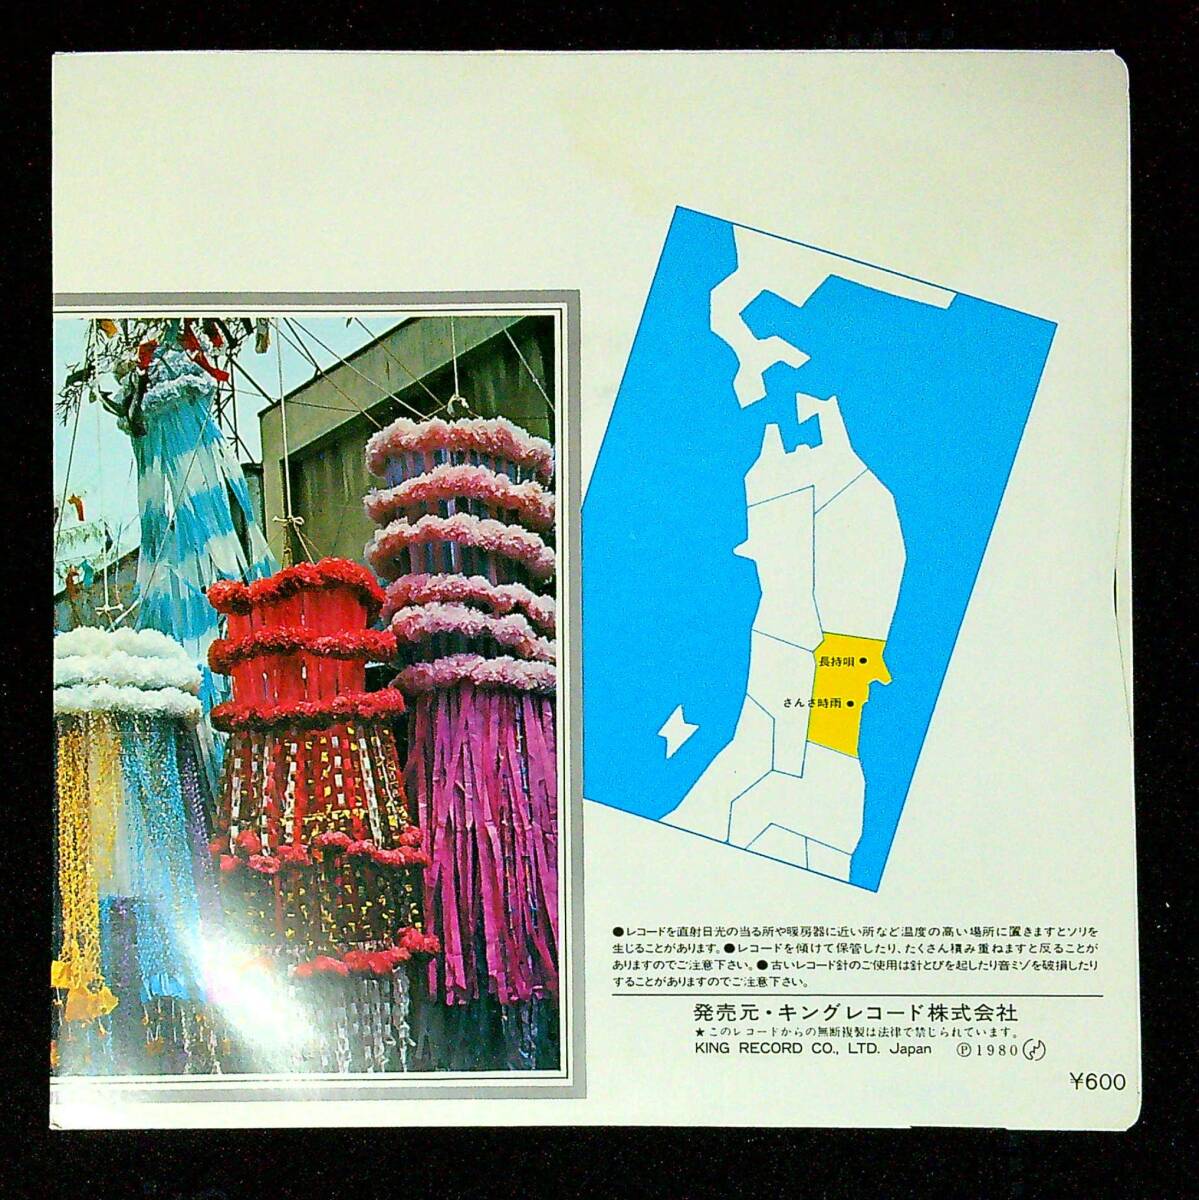 長持唄●
さんさ時雨●
●レコードを直射日光の当る所や暖房器に近い所など温度の高い場所に置きますとソリを
生じることがあります。●レコードを傾けて保管したり、たくさん積み重ねますと反ることが
ありますのでご注意下さい。●古いレコード針のご使用は針とびを起したり音ミゾを破損したり
することがありますのでご注意下さい。
発売元・キングレコード株式会社
★このレコードからの無断複製は法律で禁じられています。
KING RECORD CO., LTD. Japan Ⓟ1980
¥600